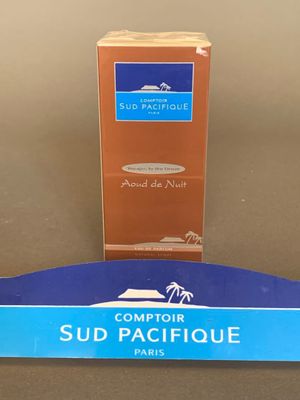 COMPTOIR
SUD PACIFIQUE
PARIS
Aoud de Nuit
EAU DE PARFUM
COMPTOIR
SUD PACIFIQUE
PARIS